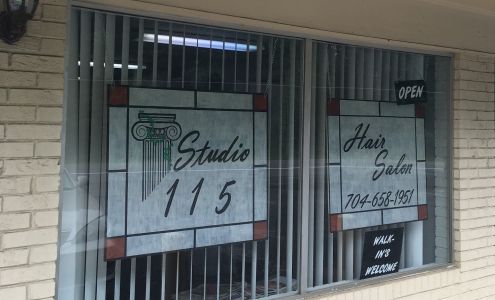 Studio
115
OPEN
Hair
Salon
704-658-1951
WALK-
IN'S
WELCOME